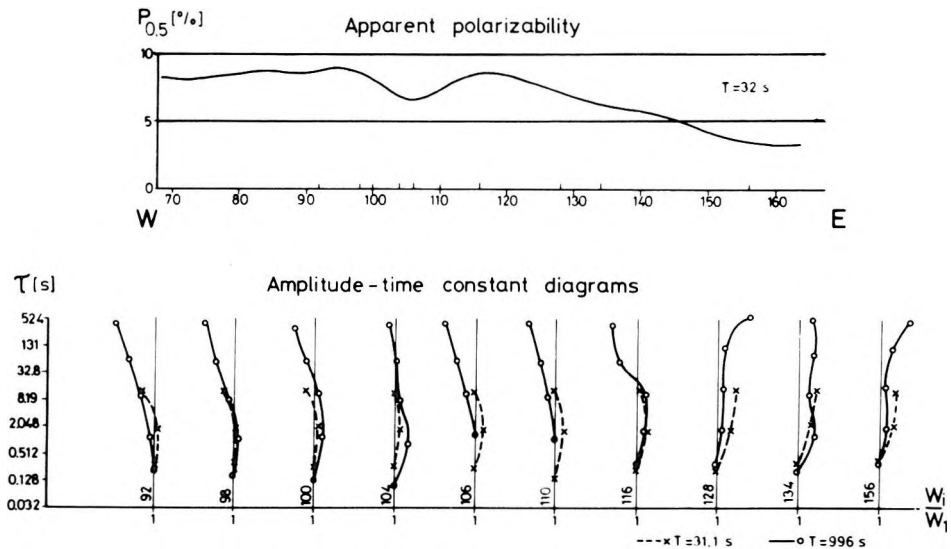 P0.5 [%]
Apparent polarizability
10
T = 32 s
5
0
70 80 90 100 110 120 130 140 150 160
W E
τ [s]
Amplitude-time constant diagrams
524
131
32.8
8.19
2.048
0.512
0.128
0.032
92 98 100 104 106 110 116 128 134 156
1 1 1 1 1 1 1 1 1 1
Wi
W1
T=31.1 s T=996 s